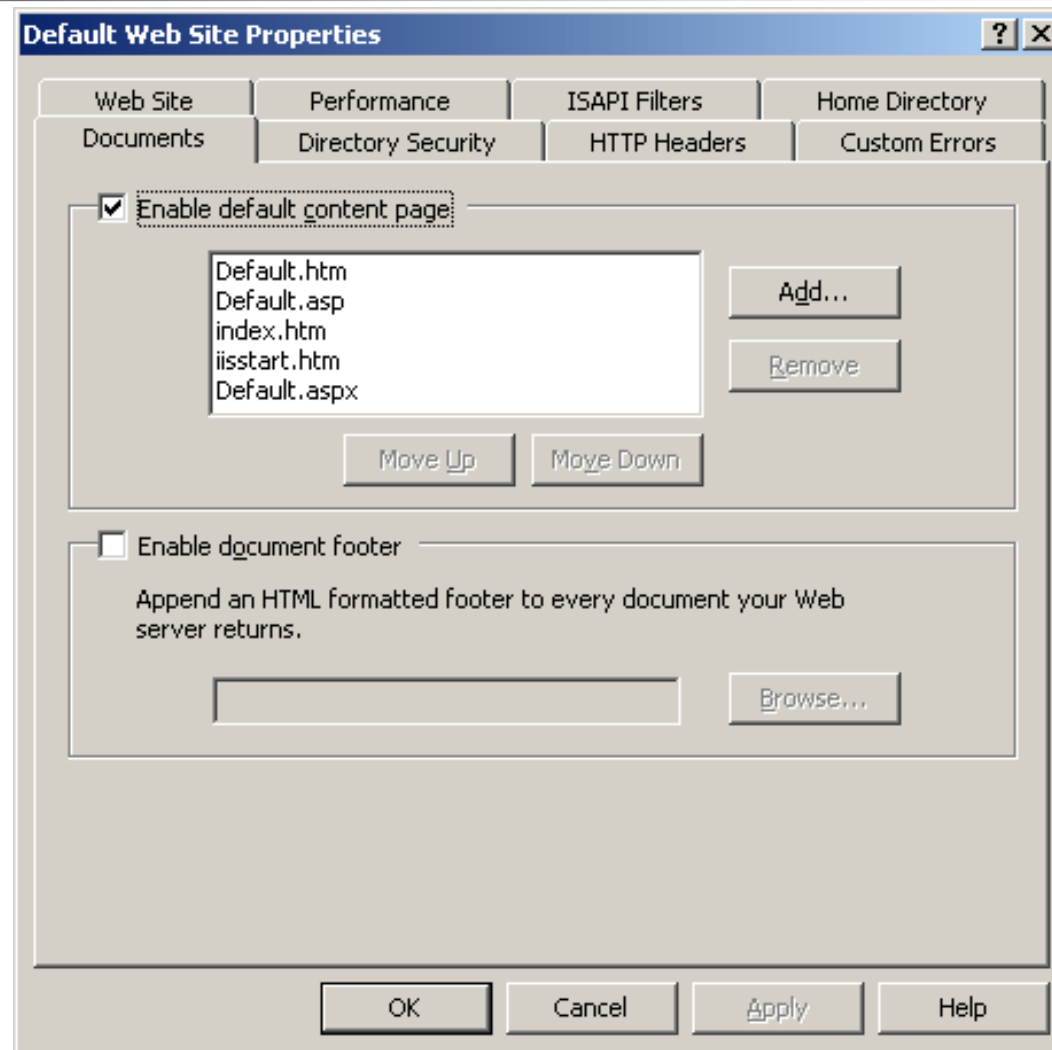 Default Web Site Properties
Web Site Performance ISAPI Filters Home Directory
Documents Directory Security HTTP Headers Custom Errors
Enable default content page
Default.htm
Default.asp
index.htm
iisstart.htm
Default.aspx
Add...
Remove
Move Up Move Down
Enable document footer
Append an HTML formatted footer to every document your Web
server returns.
Browse...
OK Cancel Apply Help